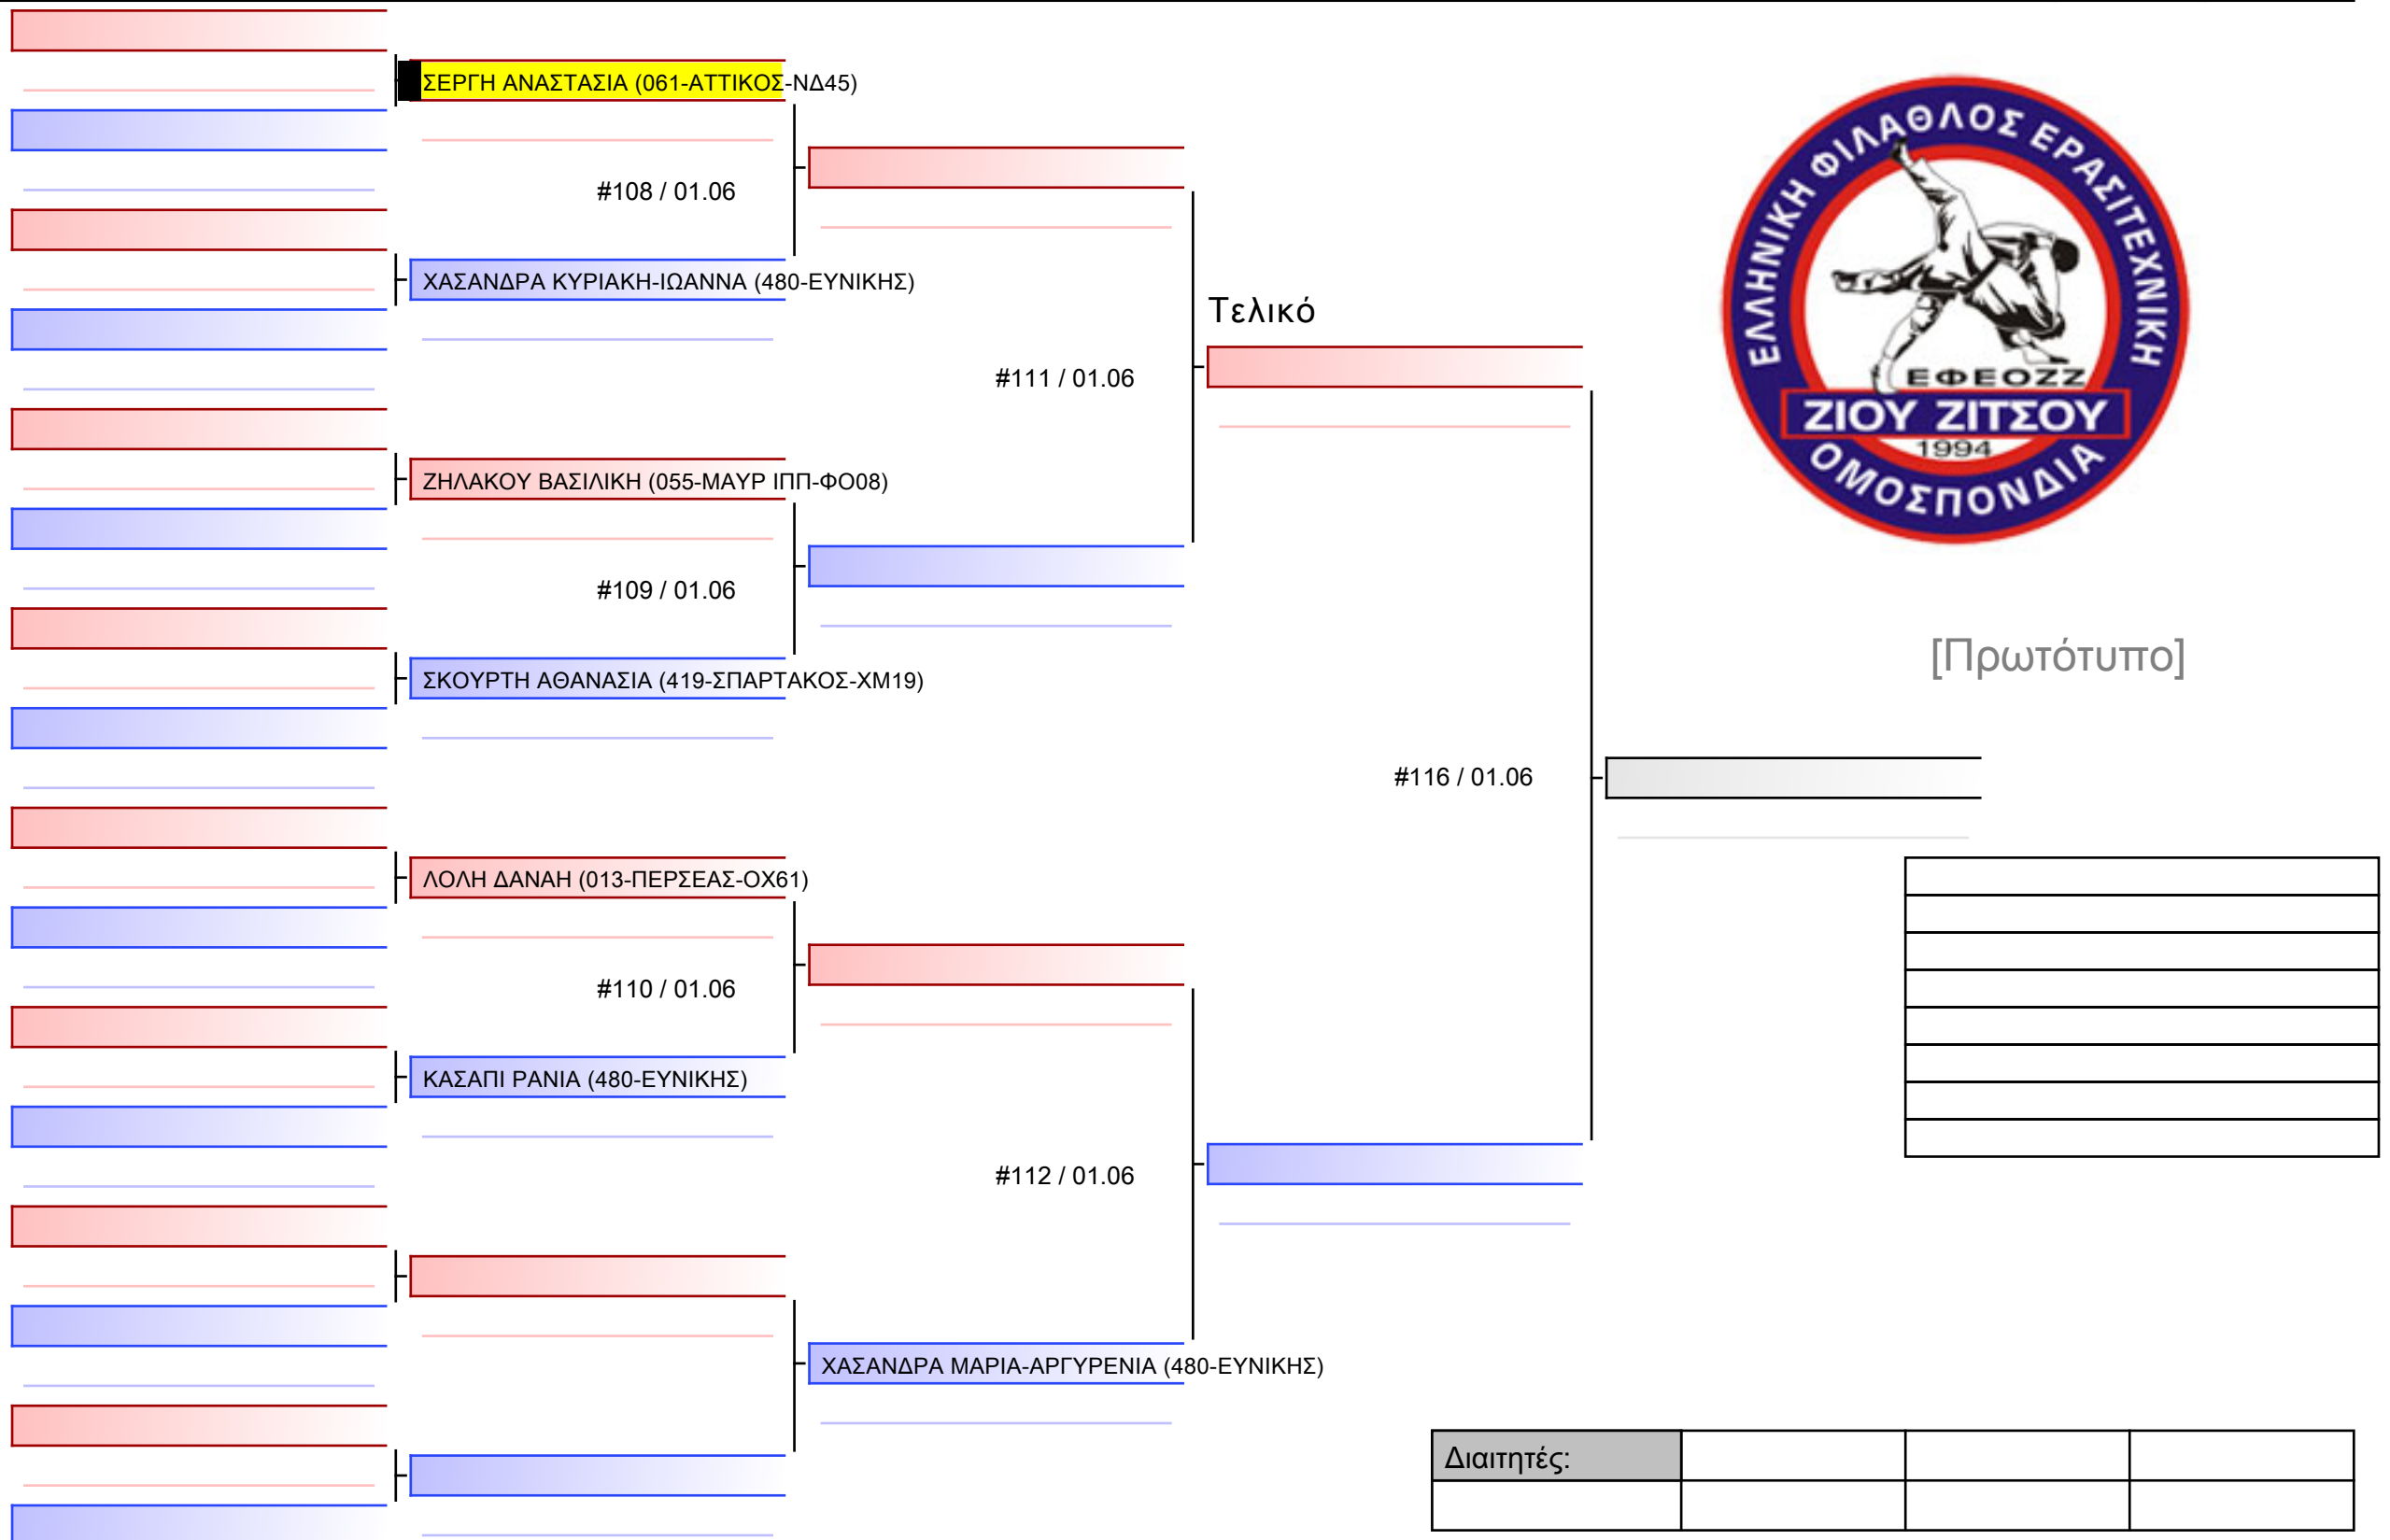 ΣΕΡΓΗ ΑΝΑΣΤΑΣΙΑ (061-ΑΤΤΙΚΟΣ-ΝΔ45)
#108 / 01.06
ΧΑΣΑΝΔΡΑ ΚΥΡΙΑΚΗ-ΙΩΑΝΝΑ (480-ΕΥΝΙΚΗΣ)
Τελικό
#111 / 01.06
ΖΗΛΑΚΟΥ ΒΑΣΙΛΙΚΗ (055-ΜΑΥΡ ΙΠΠ-ΦΟ08)
#109 / 01.06
ΣΚΟΥΡΤΗ ΑΘΑΝΑΣΙΑ (419-ΣΠΑΡΤΑΚΟΣ-ΧΜ19)
ΕΛΛΗΝΙΚΗ ΦΙΛΑΘΛΟΣ ΕΡΑΣΙΤΕΧΝΙΚΗ
ΕΦΕΟΖΖ
ΖΙΟΥ ΖΙΤΣΟΥ
1994
ΟΜΟΣΠΟΝΔΙΑ
[Πρωτότυπο]
#116 / 01.06
ΛΟΛΗ ΔΑΝΑΗ (013-ΠΕΡΣΕΑΣ-ΟΧ61)
#110 / 01.06
ΚΑΣΑΠΙ ΡΑΝΙΑ (480-ΕΥΝΙΚΗΣ)
#112 / 01.06
ΧΑΣΑΝΔΡΑ ΜΑΡΙΑ-ΑΡΓΥΡΕΝΙΑ (480-ΕΥΝΙΚΗΣ)
Διαιτητές: